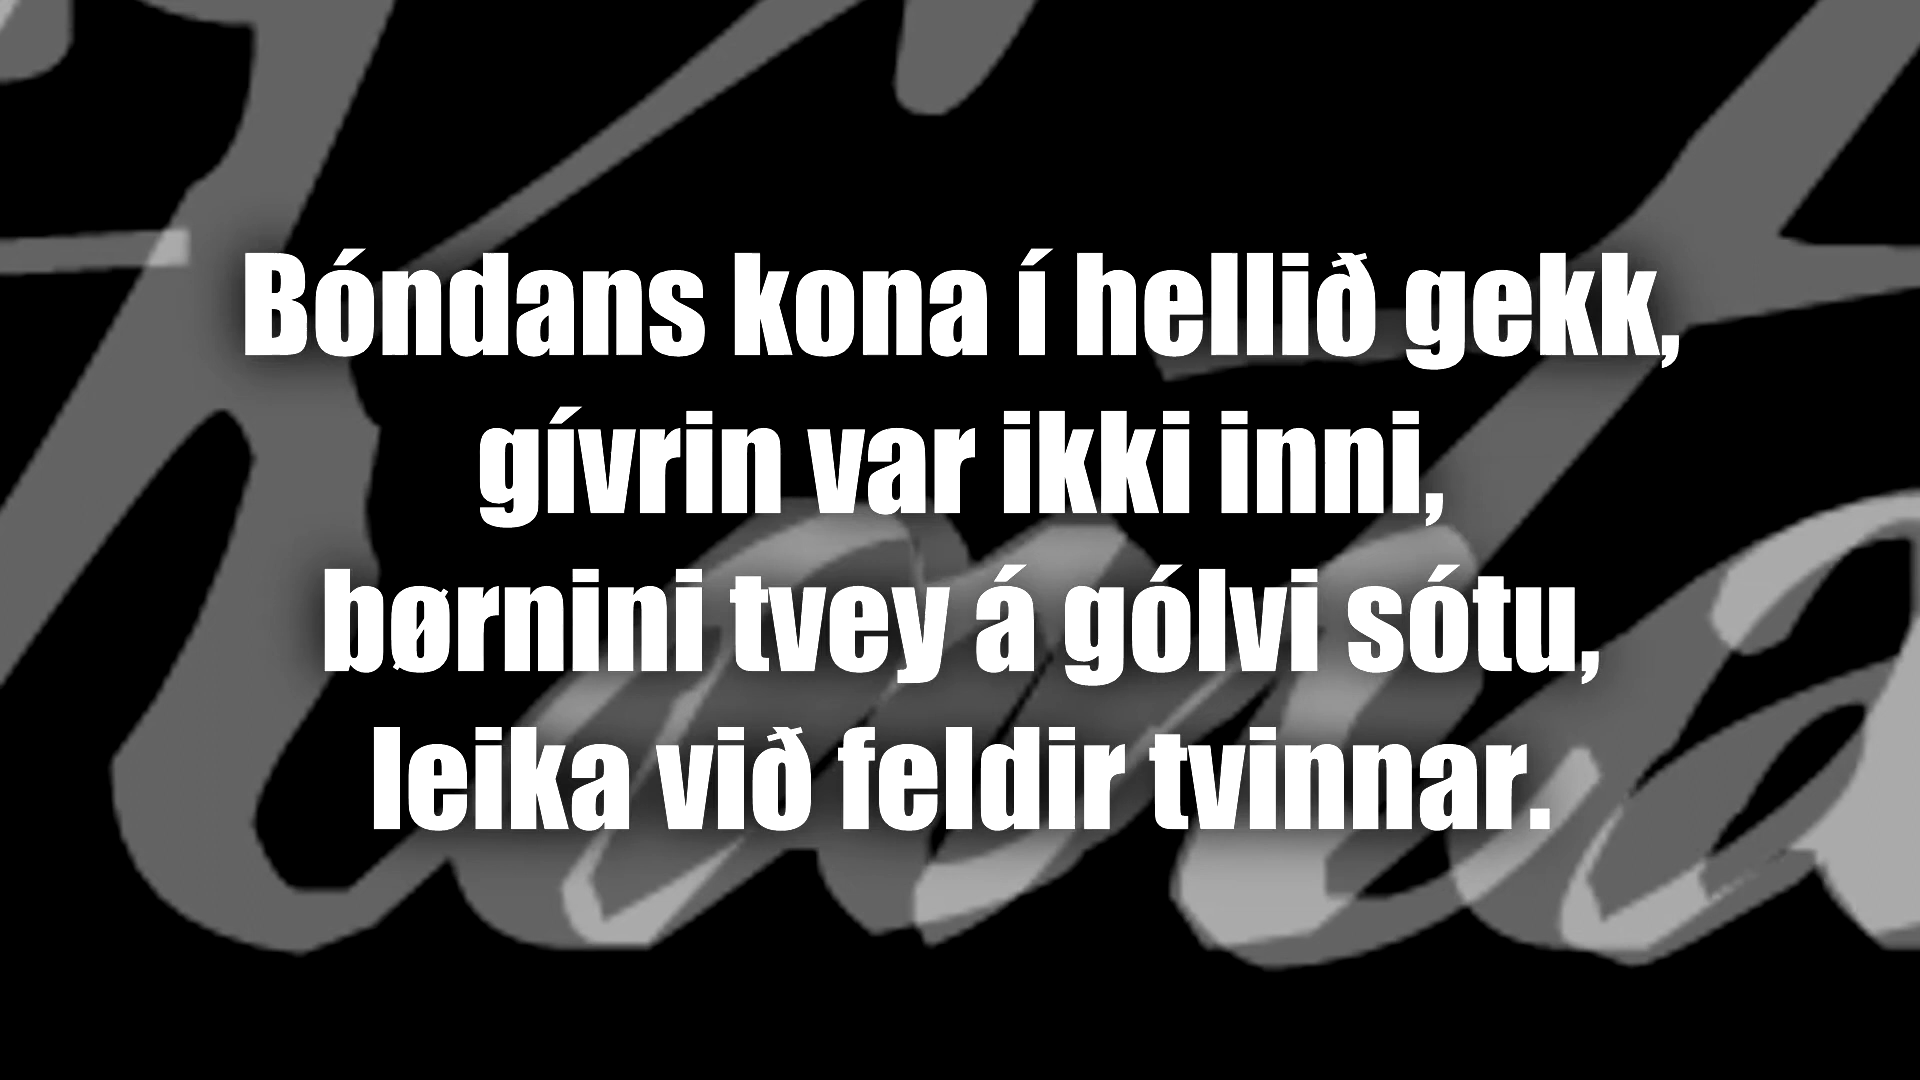 Bóndans kona í hellið gekk,
gívrin var ikki inni,
børnini tvey á gólvi sótu,
leika við feldir tvinnar.